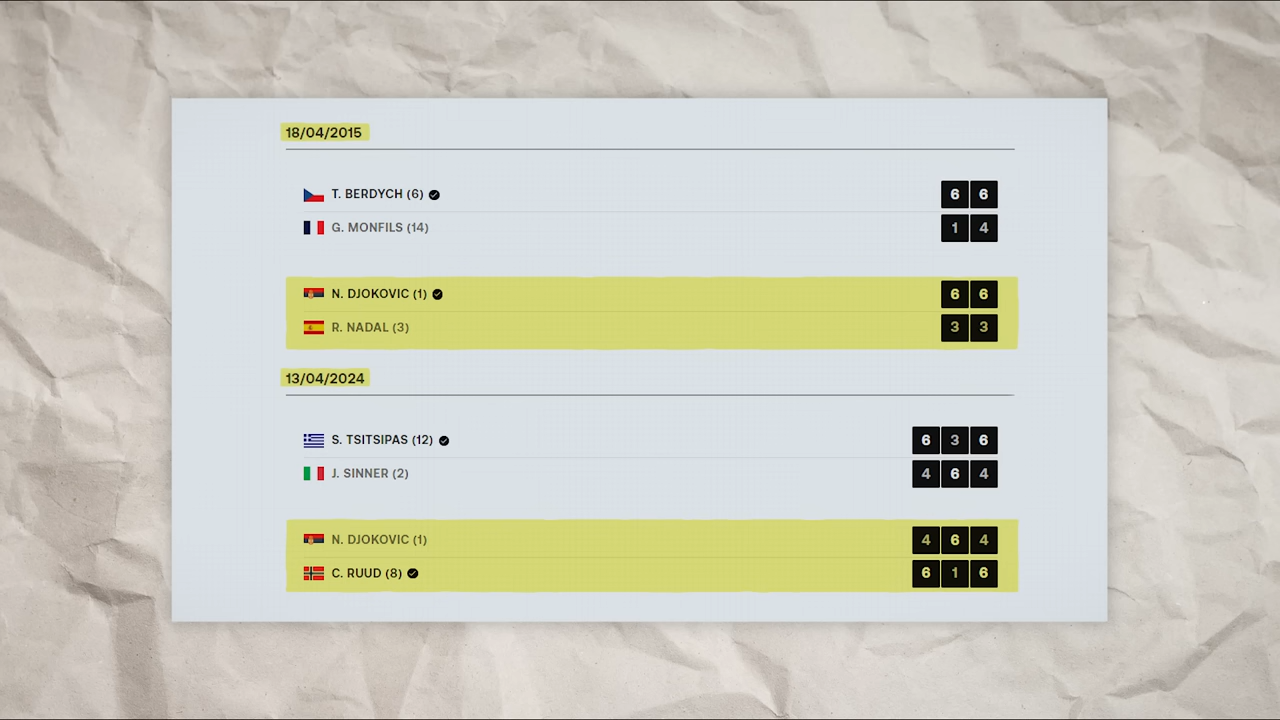 18/04/2015
T. BERDYCH (6) 6 6
G. MONFILS (14) 1 4
N. DJOKOVIC (1) 6 6
R. NADAL (3) 3 3
13/04/2024
S. TSITSIPAS (12) 6 3 6
J. SINNER (2) 4 6 4
N. DJOKOVIC (1) 4 6 4
C. RUUD (8) 6 1 6